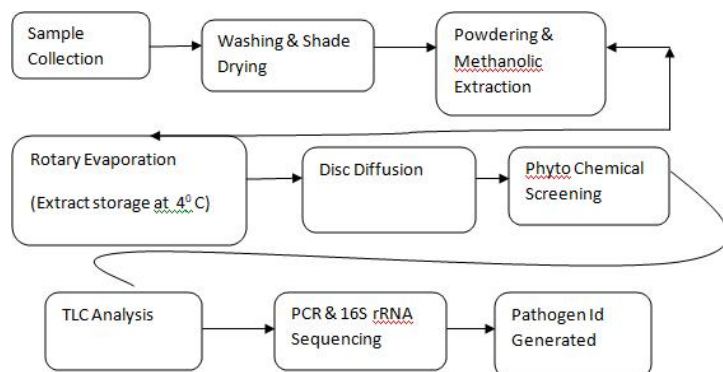 Sample
Collection
Washing & Shade
Drying
Powdering &
Methanolic
Extraction
Rotary Evaporation
(Extract storage at 4⁰ C)
Disc Diffusion
Phyto Chemical
Screening
TLC Analysis
PCR & 16S rRNA
Sequencing
Pathogen Id
Generated